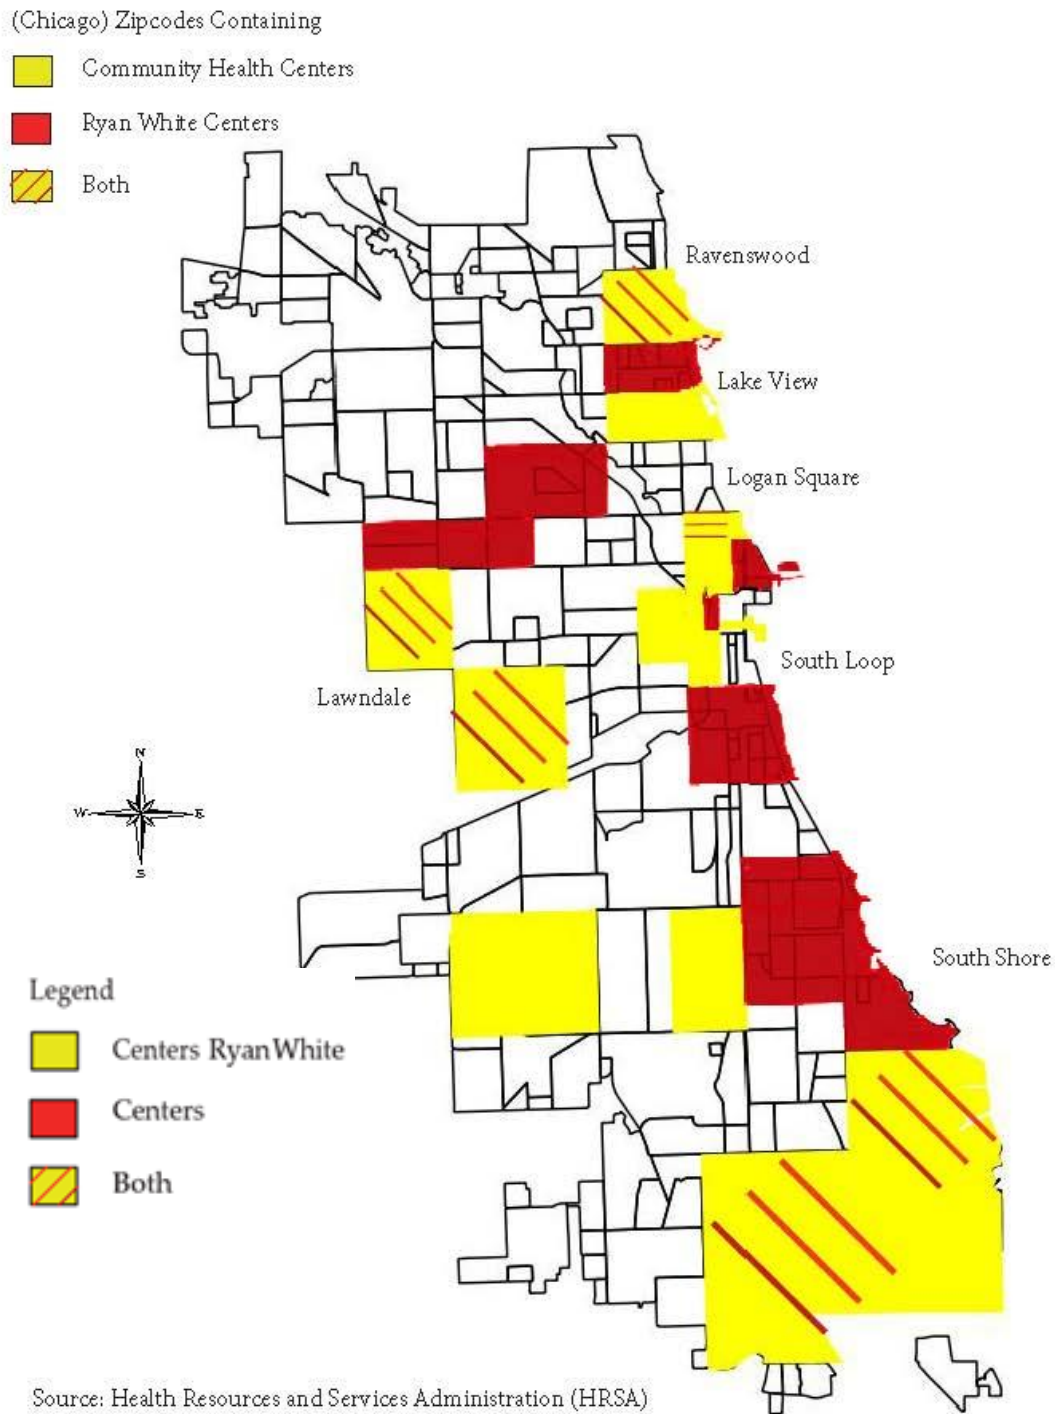 (Chicago) Zipcodes Containing
Community Health Centers
Ryan White Centers
Both
Ravenswood
Lake View
Logan Square
South Loop
Lawndale
N
W E
S
South Shore
Legend
Centers Ryan White
Centers
Both
Source: Health Resources and Services Administration (HRSA)